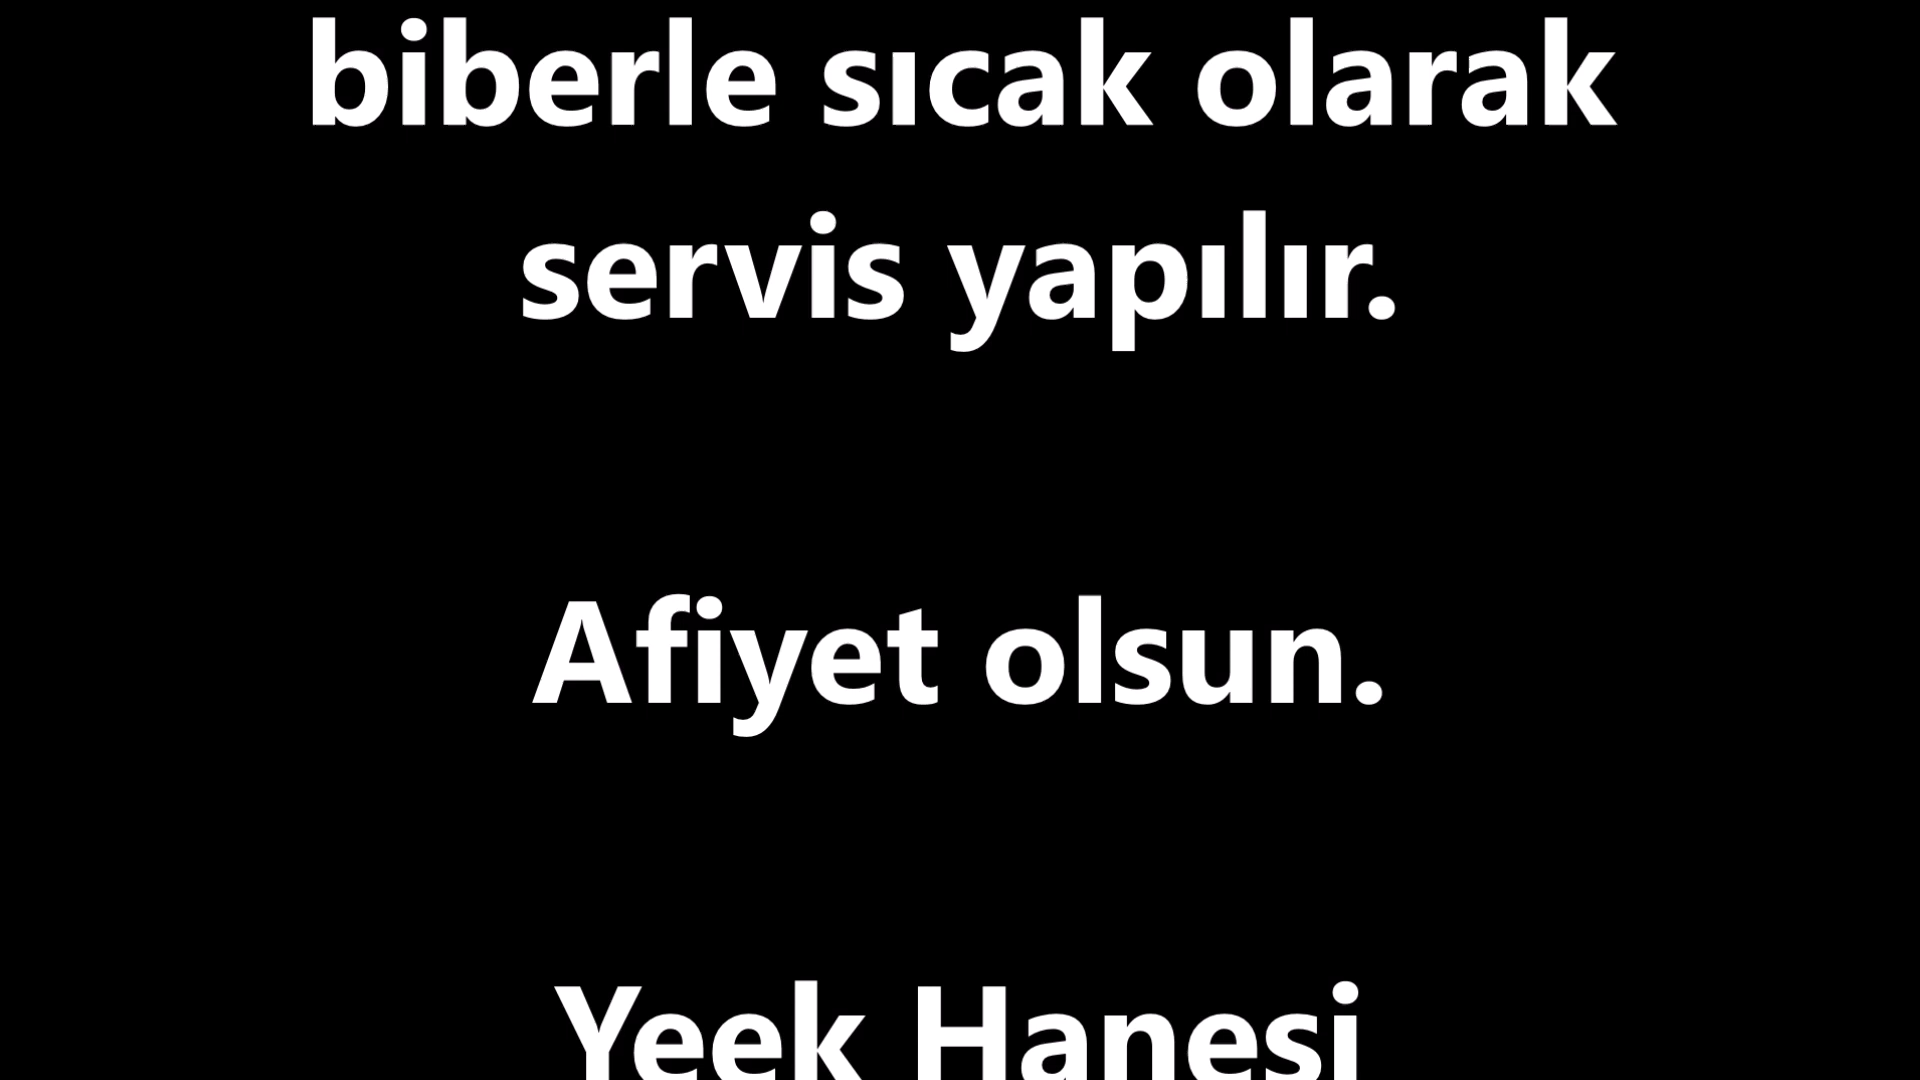 biberle sıcak olarak
servis yapılır.
Afiyet olsun.
Yeek Hanesi